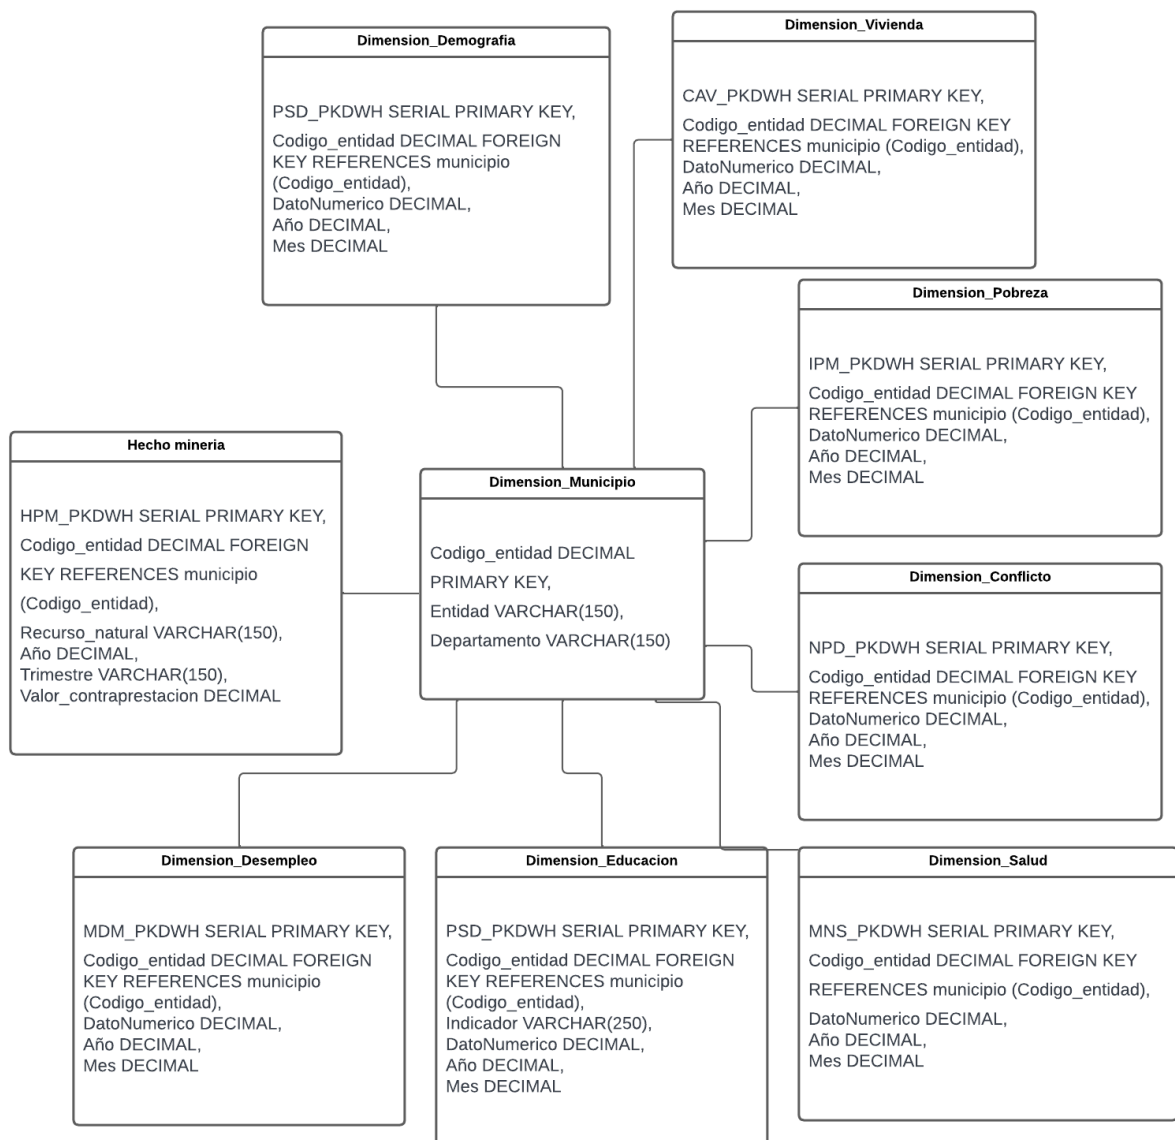 Dimension_Demografia
PSD_PKDWH SERIAL PRIMARY KEY,
Codigo_entidad DECIMAL FOREIGN
KEY REFERENCES municipio
(Codigo_entidad),
DatoNumerico DECIMAL,
Año DECIMAL,
Mes DECIMAL
Dimension_Vivienda
CAV_PKDWH SERIAL PRIMARY KEY,
Codigo_entidad DECIMAL FOREIGN KEY
REFERENCES municipio (Codigo_entidad),
DatoNumerico DECIMAL,
Año DECIMAL,
Mes DECIMAL
Dimension_Pobreza
IPM_PKDWH SERIAL PRIMARY KEY,
Codigo_entidad DECIMAL FOREIGN KEY
REFERENCES municipio (Codigo_entidad),
DatoNumerico DECIMAL,
Año DECIMAL,
Mes DECIMAL
Hecho mineria
HPM_PKDWH SERIAL PRIMARY KEY,
Codigo_entidad DECIMAL FOREIGN
KEY REFERENCES municipio
(Codigo_entidad),
Recurso_natural VARCHAR(150),
Año DECIMAL,
Trimestre VARCHAR(150),
Valor_contraprestacion DECIMAL
Dimension_Municipio
Codigo_entidad DECIMAL
PRIMARY KEY,
Entidad VARCHAR(150),
Departamento VARCHAR(150)
Dimension_Conflicto
NPD_PKDWH SERIAL PRIMARY KEY,
Codigo_entidad DECIMAL FOREIGN KEY
REFERENCES municipio (Codigo_entidad),
DatoNumerico DECIMAL,
Año DECIMAL,
Mes DECIMAL
Dimension_Desempleo
MDM_PKDWH SERIAL PRIMARY KEY,
Codigo_entidad DECIMAL FOREIGN
KEY REFERENCES municipio
(Codigo_entidad),
DatoNumerico DECIMAL,
Año DECIMAL,
Mes DECIMAL
Dimension_Educacion
PSD_PKDWH SERIAL PRIMARY KEY,
Codigo_entidad DECIMAL FOREIGN
KEY REFERENCES municipio
(Codigo_entidad),
Indicador VARCHAR(250),
DatoNumerico DECIMAL,
Año DECIMAL,
Mes DECIMAL
Dimension_Salud
MNS_PKDWH SERIAL PRIMARY KEY,
Codigo_entidad DECIMAL FOREIGN KEY
REFERENCES municipio (Codigo_entidad),
DatoNumerico DECIMAL,
Año DECIMAL,
Mes DECIMAL